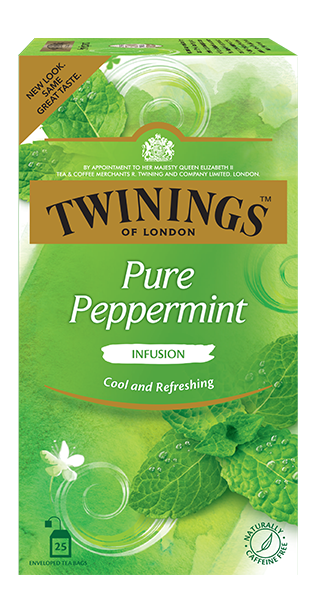 NEW LOOK.
SAME
GREAT TASTE.
BY APPOINTMENT TO HER MAJESTY QUEEN ELIZABETH II
TEA & COFFEE MERCHANTS R. TWINING AND COMPANY LIMITED. LONDON.
TWININGS™
OF LONDON
Pure
Peppermint
INFUSION
Cool and Refreshing
25
ENVELOPED TEA BAGS
• NATURALLY •
CAFFEINE FREE